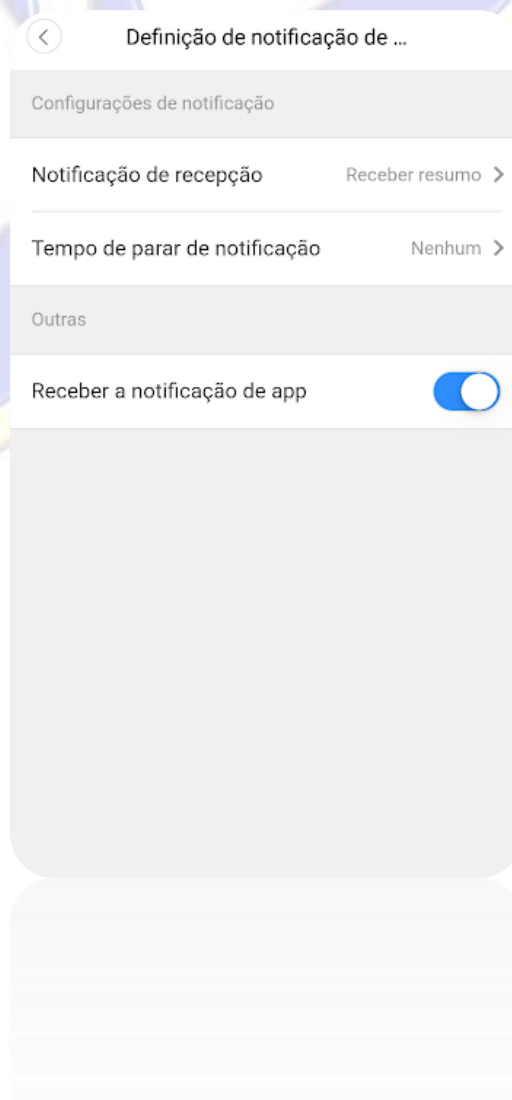 Definição de notificação de ...
Configurações de notificação
Notificação de recepção Receber resumo
Tempo de parar de notificação Nenhum
Outras
Receber a notificação de app